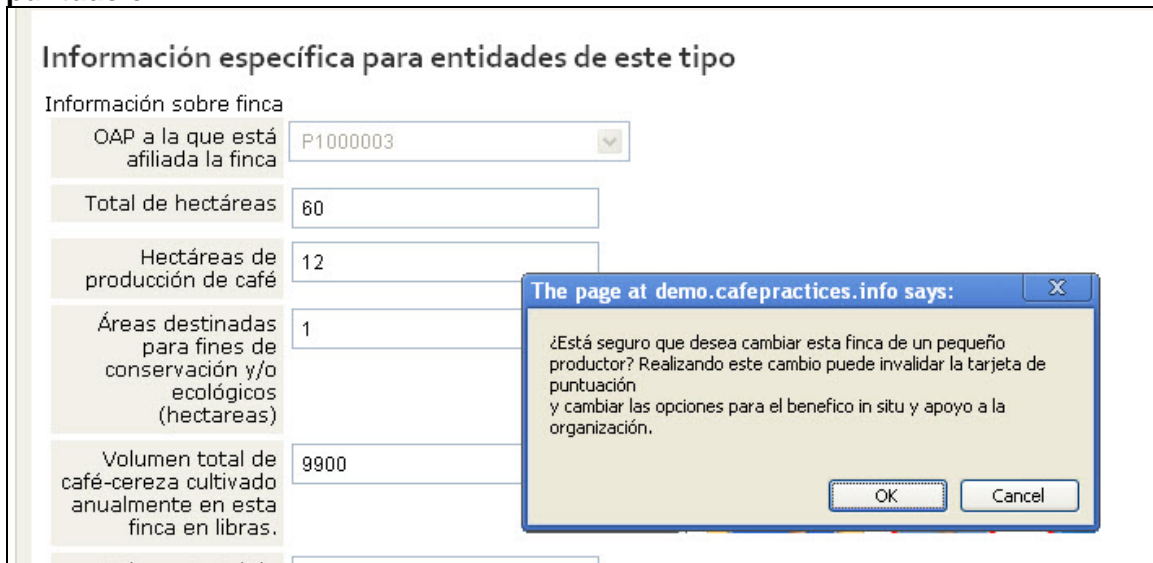 Información específica para entidades de este tipo
Información sobre finca
OAP a la que está
afiliada la finca
P1000003
Total de hectáreas
60
Hectáreas de
producción de café
12
Áreas destinadas
para fines de
conservación y/o
ecológicos
(hectareas)
1
Volumen total de
café-cereza cultivado
anualmente en esta
finca en libras.
9900
The page at demo.cafepractices.info says:
¿Está seguro que desea cambiar esta finca de un pequeño
productor? Realizando este cambio puede invalidar la tarjeta de
puntuación
y cambiar las opciones para el benefico in situ y apoyo a la
organización.
OK
Cancel